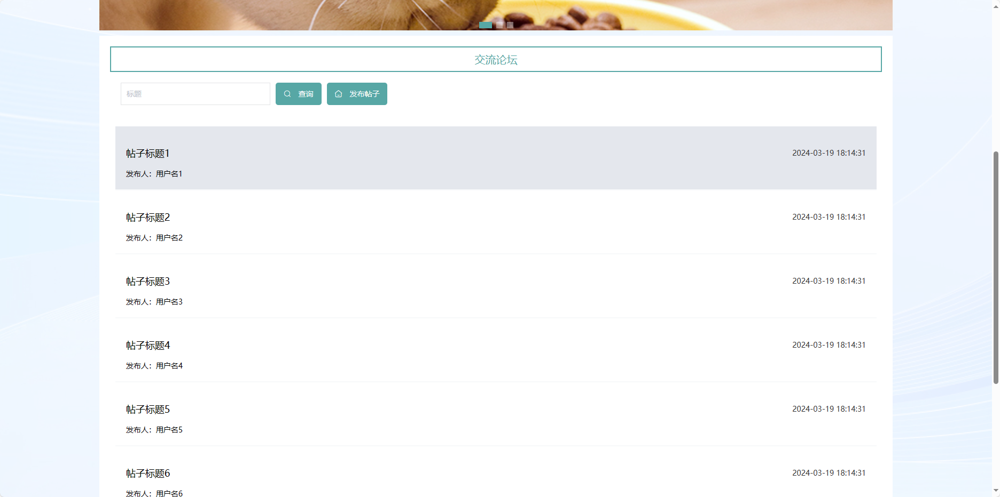 交流论坛
标题
查询
发布帖子
帖子标题1
2024-03-19 18:14:31
发布人：用户名1
帖子标题2
2024-03-19 18:14:31
发布人：用户名2
帖子标题3
2024-03-19 18:14:31
发布人：用户名3
帖子标题4
2024-03-19 18:14:31
发布人：用户名4
帖子标题5
2024-03-19 18:14:31
发布人：用户名5
帖子标题6
2024-03-19 18:14:31
发布人：用户名6